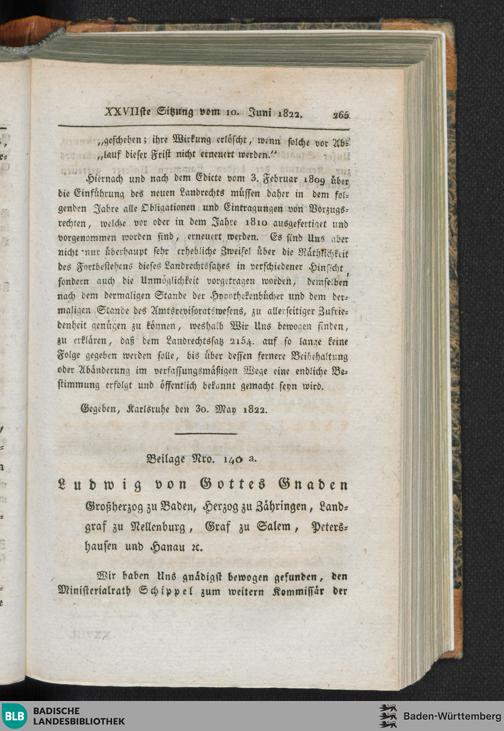 XXVIIste Sitzung vom 10. Juni 1822. 265
„geschehen; ihre Wirkung erlöscht, wenn solche vor Ab-
„lauf dieser Frist nicht erneuert werden.“
Hiernach und nach dem Edicte vom 3. Februar 1809 über
die Einführung des neuen Landrechts müssen daher in dem fol-
genden Jahre alle Obligationen und Eintragungen von Vorzugs-
rechten, welche vor oder in dem Jahre 1810 ausgefertiget und
vorgenommen worden sind, erneuert werden. Es sind Uns aber
nicht nur überhaupt sehr erhebliche Zweifel über die Räthlichkeit
des Fortbestehens dieses Landrechtssatzes in verschiedener Hinsicht,
sondern auch die Unmöglichkeit vorgetragen worden, demselben
nach dem dermaligen Stande der Hypothekenbücher und dem der-
maligen Stande des Amtsrevisoratswesens, zu allerseitiger Zufrie-
denheit genügen zu können, weshalb Wir Uns bewogen finden,
zu erklären, daß dem Landrechtssatz 2154. auf so lange keine
Folge gegeben werden solle, bis über dessen fernere Beibehaltung
oder Abänderung im verfassungsmäßigen Wege eine endliche Be-
stimmung erfolgt und öffentlich bekannt gemacht seyn wird.
Gegeben, Karlsruhe den 30. May 1822.
Beilage Nro. 140 a.
Ludwig von Gottes Gnaden
Großherzog zu Baden, Herzog zu Zähringen, Land-
graf zu Nellenburg, Graf zu Salem, Peters-
hausen und Hanau ꝛc.
Wir haben Uns gnädigst bewogen gefunden, den
Ministerialrath Schippel zum weitern Kommissär der
BLB BADISCHE
LANDESBIBLIOTHEK
Baden-Württemberg